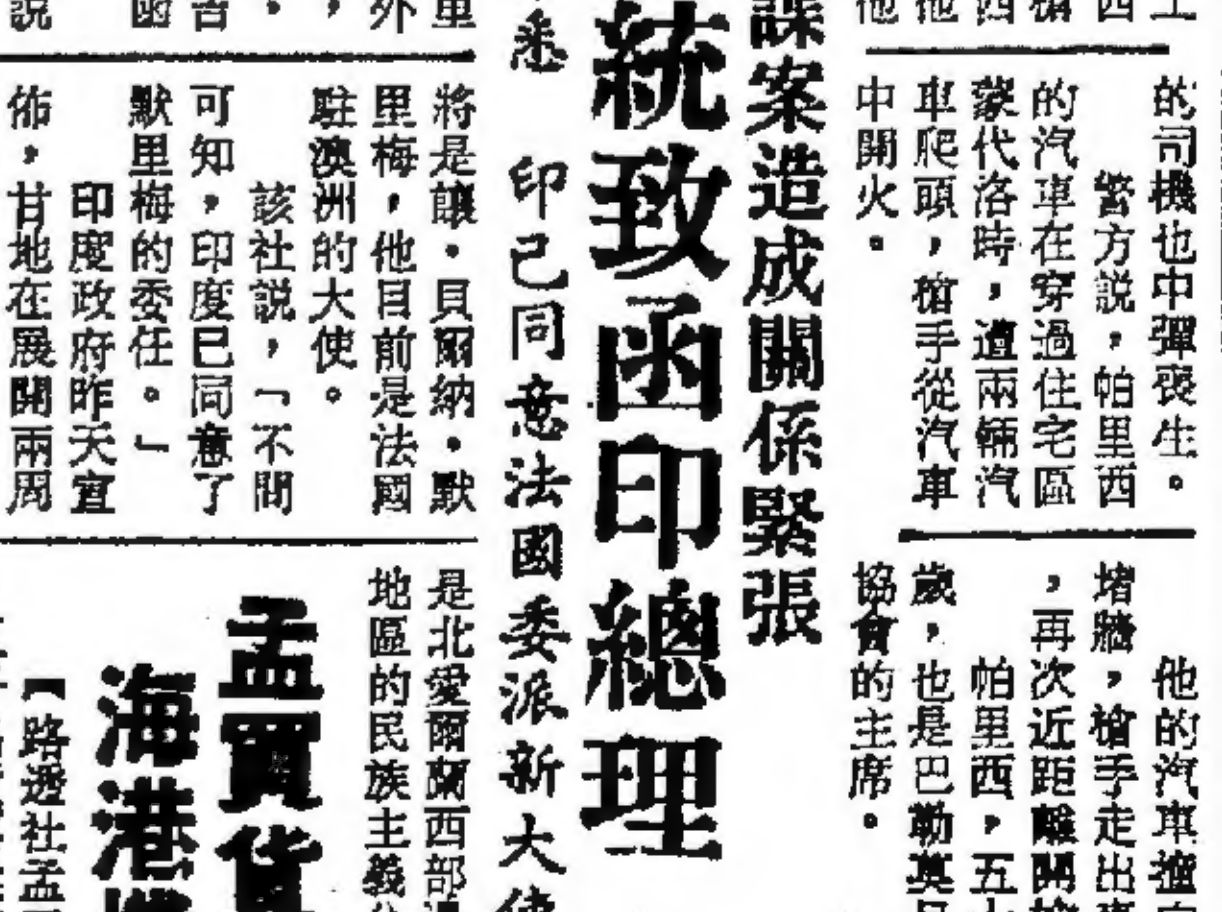 的司機也中彈喪生。
警方説，帕里西
的汽車在穿過住宅區
蒙代洛時，遭兩輛汽
車爬頭，槍手從汽車
中開火。
他的汽車撞
堵牆，槍手走出
，再次近距離開槍
帕里西，五
歲，也是巴勒莫
協會的主席。
諜案造成關係緊張
統致函印總理
悉　印已同意法國委派新大使
將是讓・貝爾納・默
里梅，他目前是法國
駐澳洲的大使。
該社説，「不問
可知，印度已同意了
默里梅的委任。」
印度政府昨天宣
佈，甘地在展開兩周
是北愛爾蘭西部
地區的民族主義
孟買貨
海港
【路透社孟